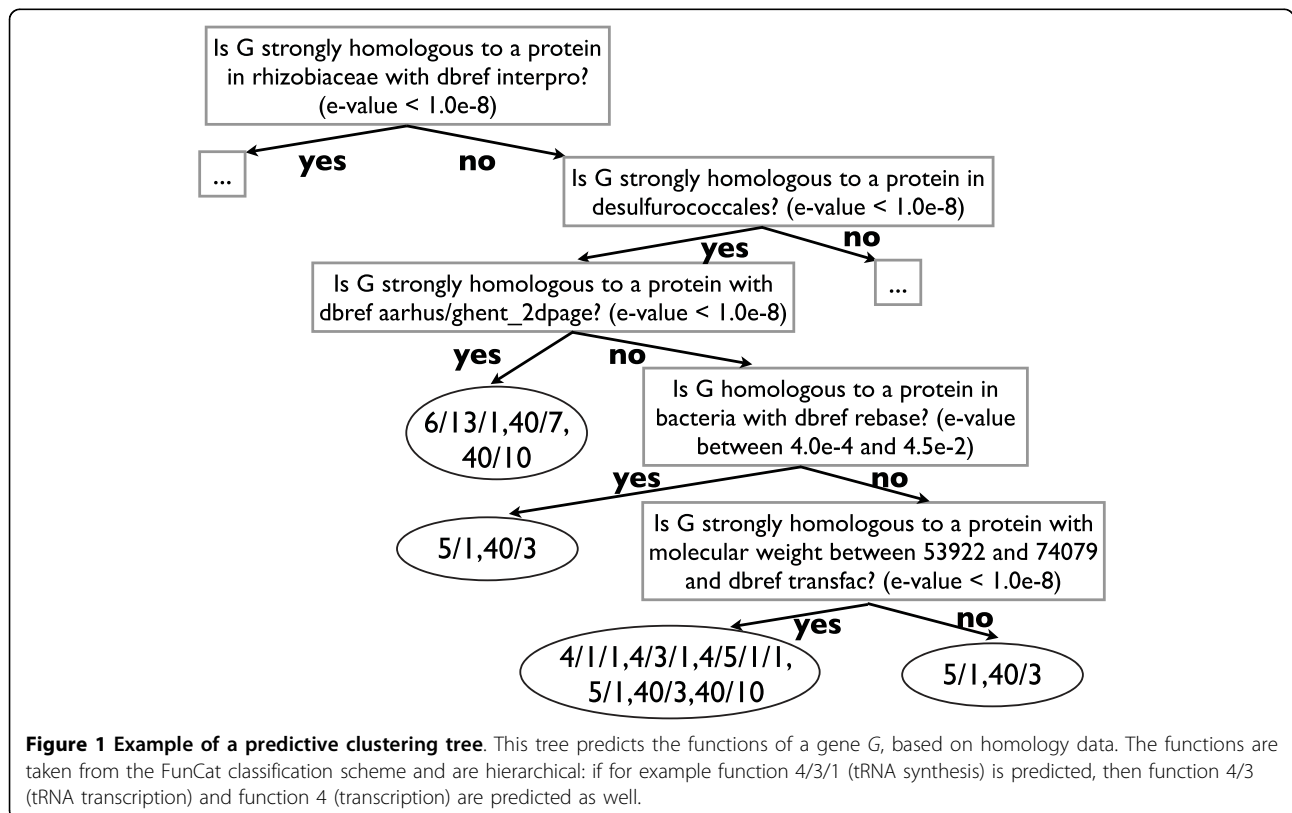 Is G strongly homologous to a protein
in rhizobiaceae with dbref interpro?
(e-value < 1.0e-8)
yes
no
...
Is G strongly homologous to a protein in
desulfurococcales? (e-value < 1.0e-8)
yes
no
...
Is G strongly homologous to a protein with
dbref aarhus/ghent_2dpage? (e-value < 1.0e-8)
yes
no
6/13/1,40/7,
40/10
Is G homologous to a protein in
bacteria with dbref rebase? (e-value
between 4.0e-4 and 4.5e-2)
yes
no
5/1,40/3
Is G strongly homologous to a protein with
molecular weight between 53922 and 74079
and dbref transfac? (e-value < 1.0e-8)
yes
no
4/1/1,4/3/1,4/5/1/1,
5/1,40/3,40/10
5/1,40/3
Figure 1 Example of a predictive clustering tree. This tree predicts the functions of a gene G, based on homology data. The functions are
taken from the FunCat classification scheme and are hierarchical: if for example function 4/3/1 (tRNA synthesis) is predicted, then function 4/3
(tRNA transcription) and function 4 (transcription) are predicted as well.